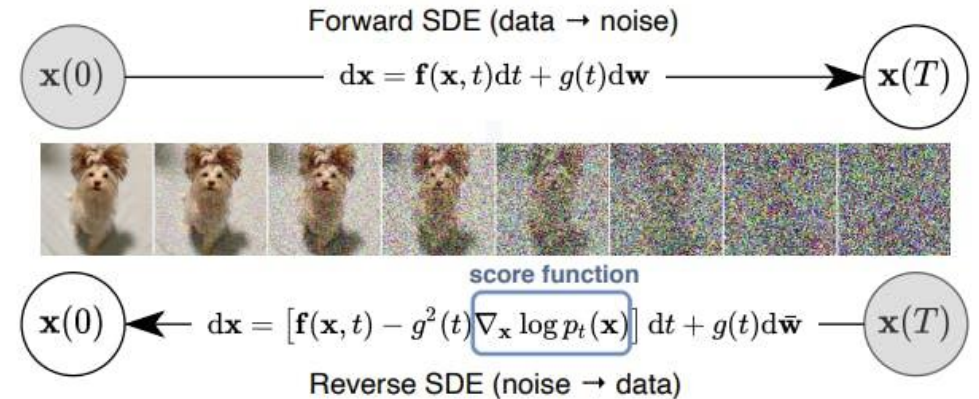 Forward SDE (data → noise)
x(0) dx = f(x, t)dt + g(t)dw x(T)
score function
x(0) dx = [f(x, t) − g²(t)∇ₓ log pₜ(x)] dt + g(t)dw̄ x(T)
Reverse SDE (noise → data)